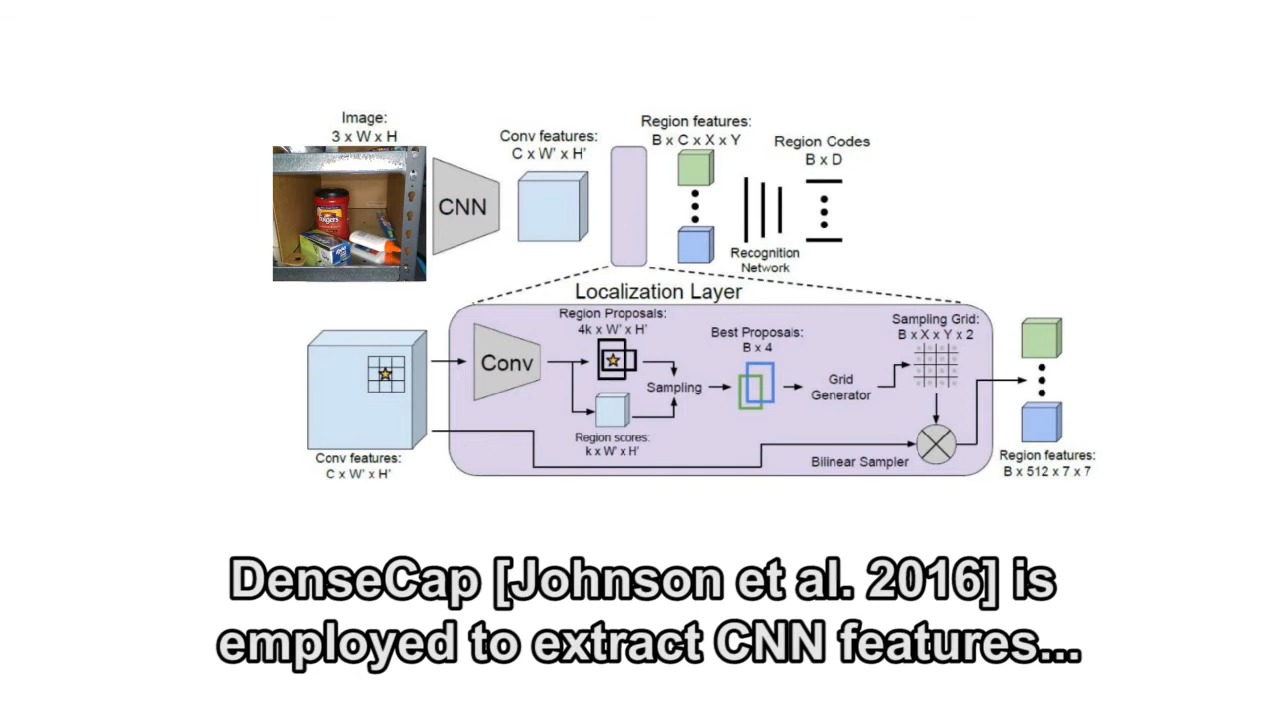 Image:
3 x W x H
Conv features:
C x W' x H'
Region features:
B x C x X x Y
Region Codes
B x D
CNN
Folgers
Recognition
Network
Localization Layer
Region Proposals:
4k x W' x H'
Best Proposals:
B x 4
Sampling Grid:
B x X x Y x 2
Conv
Sampling
Grid
Generator
Region scores:
k x W' x H'
Bilinear Sampler
Conv features:
C x W' x H'
Region features:
B x 512 x 7 x 7
DenseCap [Johnson et al. 2016] is
employed to extract CNN features...